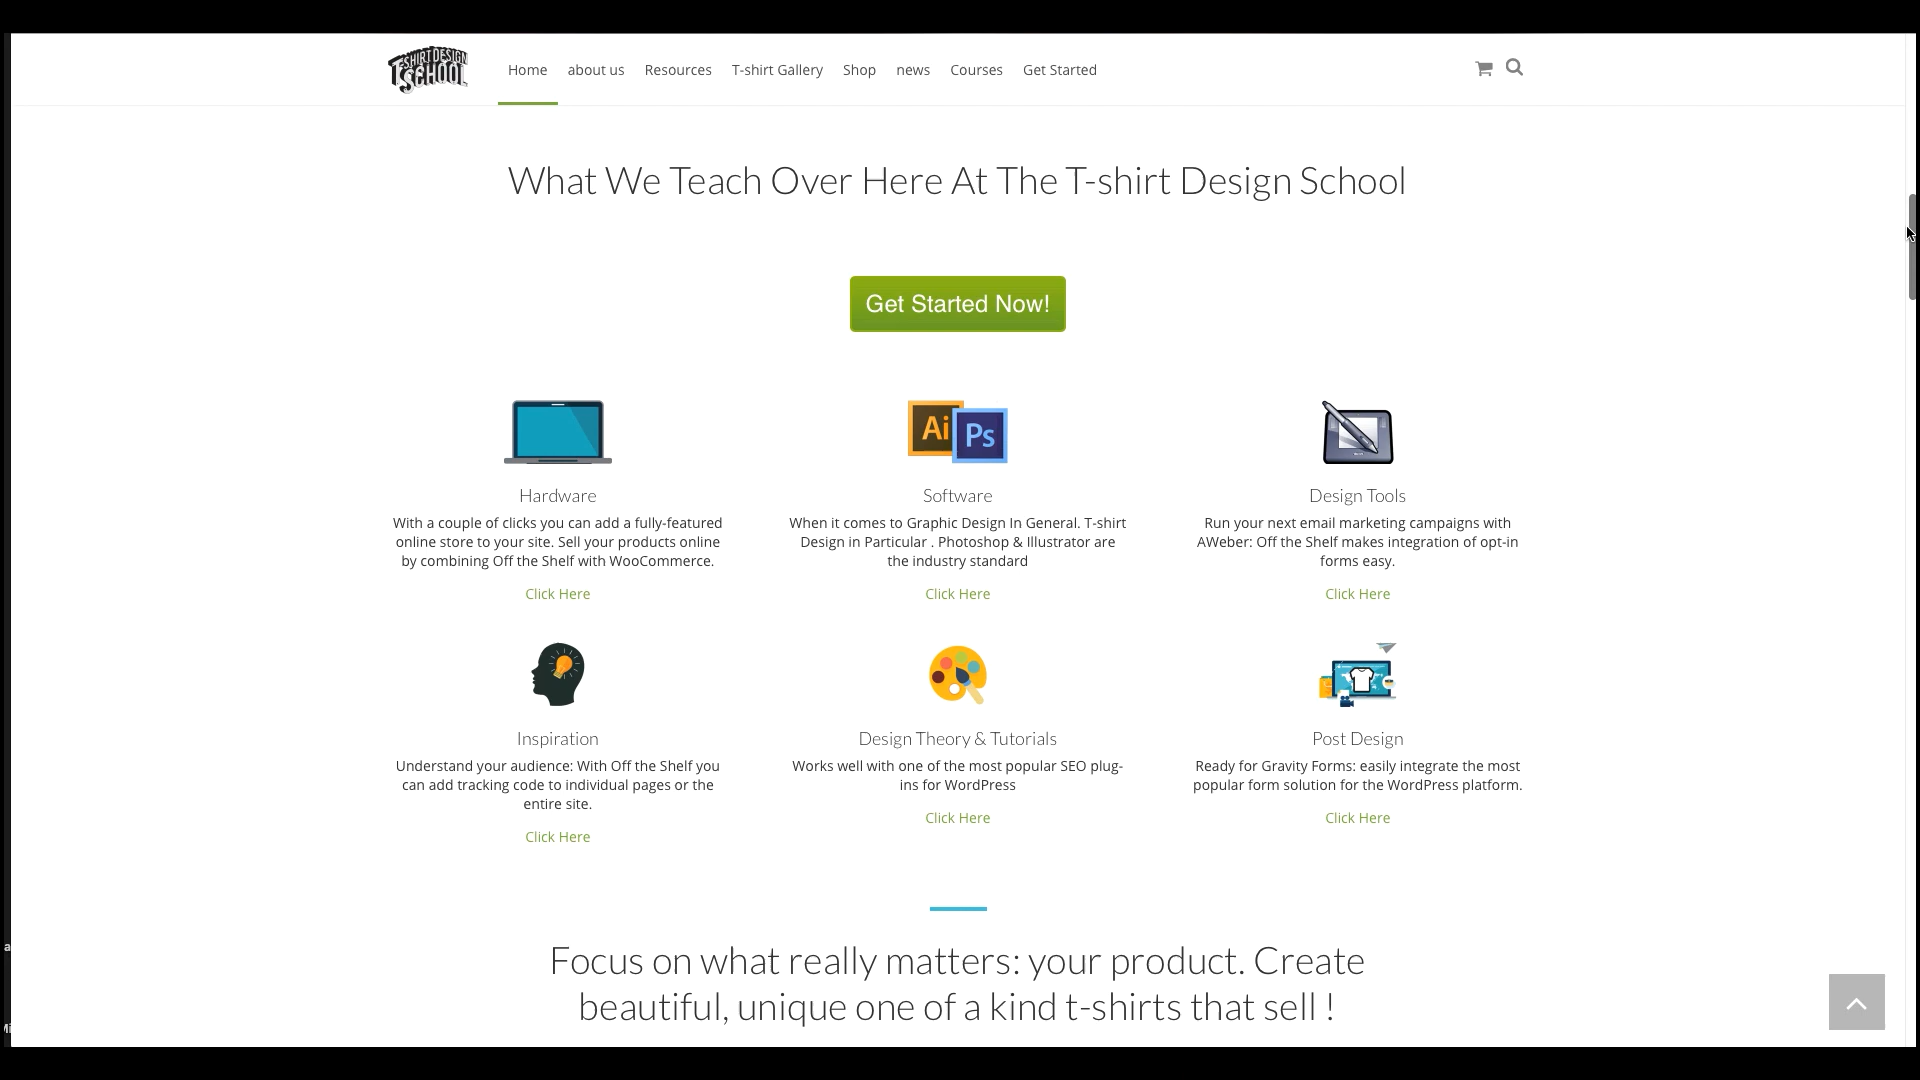 T-SHIRT DESIGN
SCHOOL
Home about us Resources T-shirt Gallery Shop news Courses Get Started
What We Teach Over Here At The T-shirt Design School
Get Started Now!
Ai Ps
Hardware
With a couple of clicks you can add a fully-featured
online store to your site. Sell your products online
by combining Off the Shelf with WooCommerce.
Click Here
Software
When it comes to Graphic Design In General. T-shirt
Design in Particular . Photoshop & Illustrator are
the industry standard
Click Here
Design Tools
Run your next email marketing campaigns with
AWeber: Off the Shelf makes integration of opt-in
forms easy.
Click Here
Inspiration
Understand your audience: With Off the Shelf you
can add tracking code to individual pages or the
entire site.
Click Here
Design Theory & Tutorials
Works well with one of the most popular SEO plug-
ins for WordPress
Click Here
Post Design
Ready for Gravity Forms: easily integrate the most
popular form solution for the WordPress platform.
Click Here
Focus on what really matters: your product. Create
beautiful, unique one of a kind t-shirts that sell !